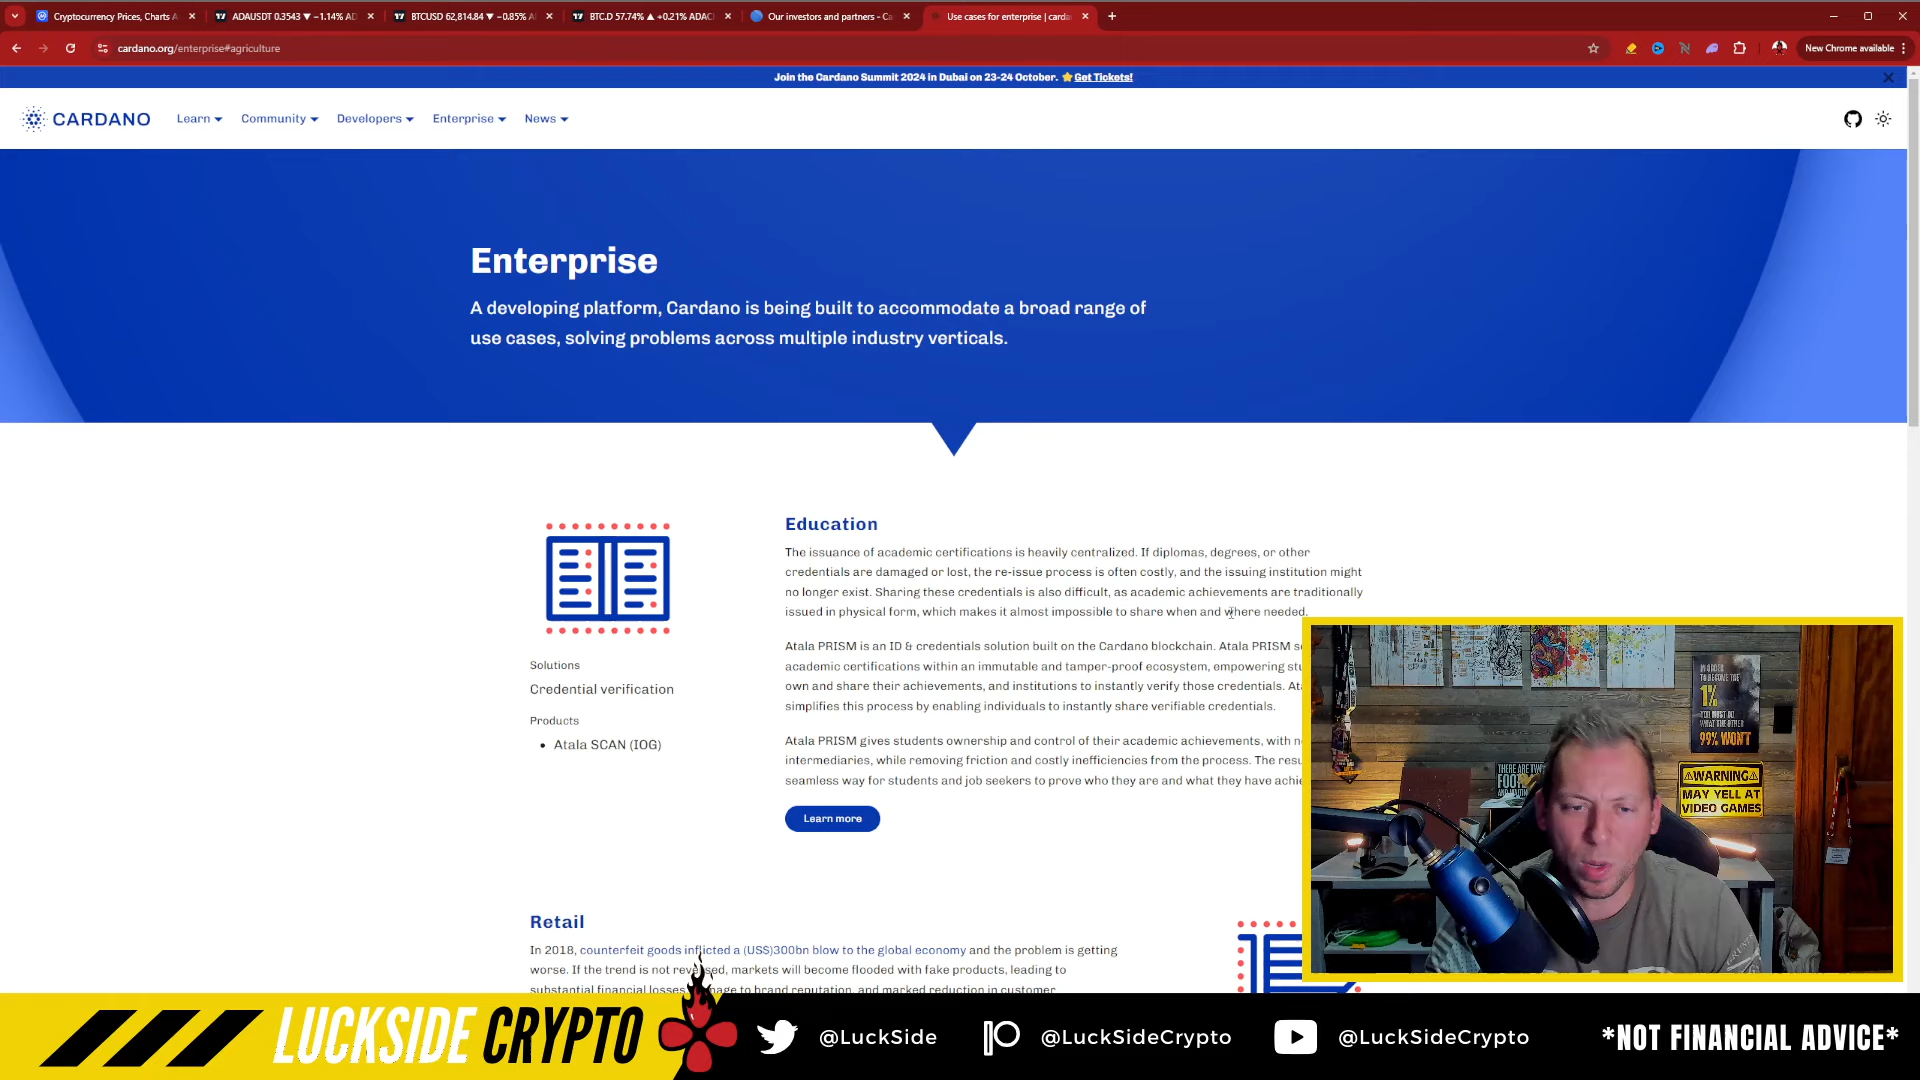 Cryptocurrency Prices, Charts A
ADAUSDT 0.3543 ▼ −1.14% AD
BTCUSD 62,814.84 ▼ −0.85% A
BTC.D 57.74% ▲ +0.21% ADAC
Our investors and partners - Ca
Use cases for enterprise | carda
cardano.org/enterprise#agriculture
New Chrome available
Join the Cardano Summit 2024 in Dubai on 23-24 October. ⭐ Get Tickets!
CARDANO
Learn
Community
Developers
Enterprise
News
Enterprise
A developing platform, Cardano is being built to accommodate a broad range of
use cases, solving problems across multiple industry verticals.
Solutions
Credential verification
Products
• Atala SCAN (IOG)
Education
The issuance of academic certifications is heavily centralized. If diplomas, degrees, or other
credentials are damaged or lost, the re-issue process is often costly, and the issuing institution might
no longer exist. Sharing these credentials is also difficult, as academic achievements are traditionally
issued in physical form, which makes it almost impossible to share when and where needed.
Atala PRISM is an ID & credentials solution built on the Cardano blockchain. Atala PRISM s
academic certifications within an immutable and tamper-proof ecosystem, empowering stu
own and share their achievements, and institutions to instantly verify those credentials. At
simplifies this process by enabling individuals to instantly share verifiable credentials.
Atala PRISM gives students ownership and control of their academic achievements, with n
intermediaries, while removing friction and costly inefficiencies from the process. The resu
seamless way for students and job seekers to prove who they are and what they have achie
Learn more
Retail
In 2018, counterfeit goods inflicted a (US$)300bn blow to the global economy and the problem is getting
worse. If the trend is not reversed, markets will become flooded with fake products, leading to
substantial financial losses, mage to brand reputation, and marked reduction in customer
IN ORDER
TO BECOME THE
1%
YOU MUST DO
WHAT THE OTHER
99% WON'T
THERE ARE TWO
⚠WARNING⚠
MAY YELL AT
VIDEO GAMES
LUCKSIDE CRYPTO
@LuckSide
@LuckSideCrypto
@LuckSideCrypto
*NOT FINANCIAL ADVICE*